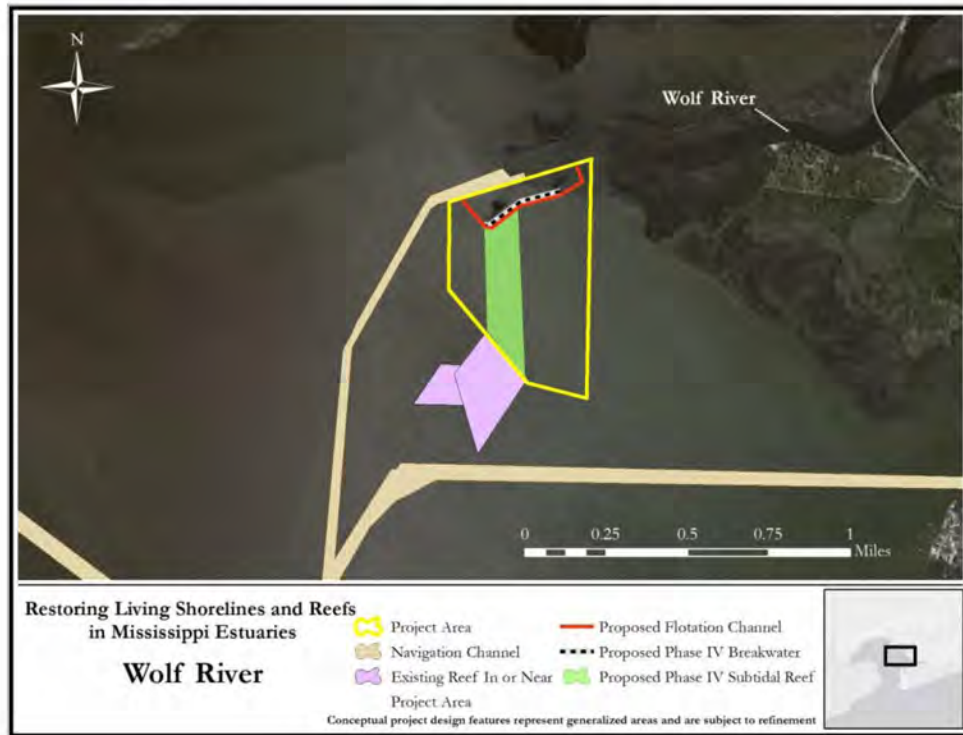 N
Wolf River
0 0.25 0.5 0.75 1
Miles
Restoring Living Shorelines and Reefs
in Mississippi Estuaries
Wolf River
Project Area
Navigation Channel
Existing Reef In or Near
Project Area
Proposed Flotation Channel
Proposed Phase IV Breakwater
Proposed Phase IV Subtidal Reef
Conceptual project design features represent generalized areas and are subject to refinement